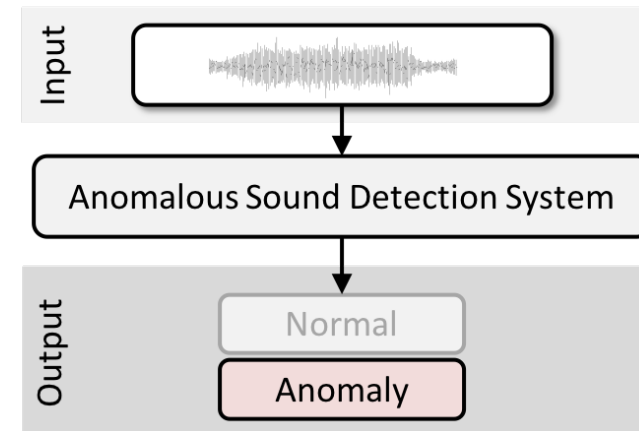 Input
Anomalous Sound Detection System
Output
Normal
Anomaly